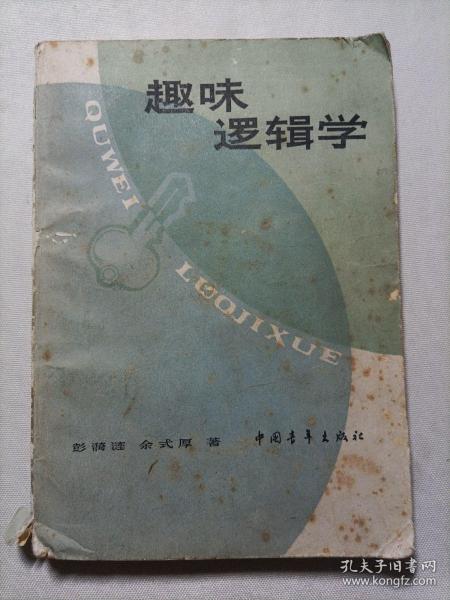 趣味
逻辑学
QUWEI LUOJIXUE
彭漪涟 余式厚 著
中国青年出版社
孔夫子旧书网
www.kongfz.com